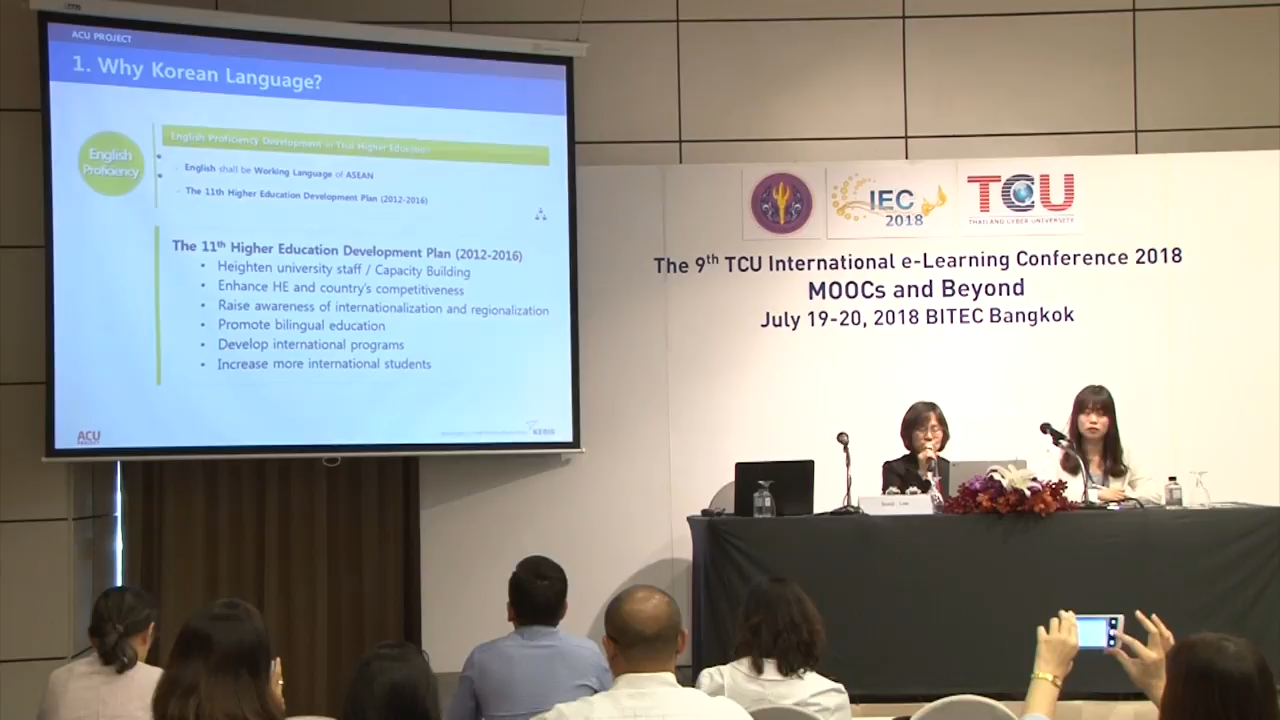 ACU PROJECT
1. Why Korean Language?
English Proficiency Development in Thai Higher Education
English
Proficiency
English shall be Working Language of ASEAN
The 11th Higher Education Development Plan (2012-2016)
The 11th Higher Education Development Plan (2012-2016)
• Heighten university staff / Capacity Building
• Enhance HE and country's competitiveness
• Raise awareness of internationalization and regionalization
• Promote bilingual education
• Develop international programs
• Increase more international students
ACU
PROJECT
KERIS
IEC
2018
TCU
THAILAND CYBER UNIVERSITY
The 9th TCU International e-Learning Conference 2018
MOOCs and Beyond
July 19-20, 2018 BITEC Bangkok